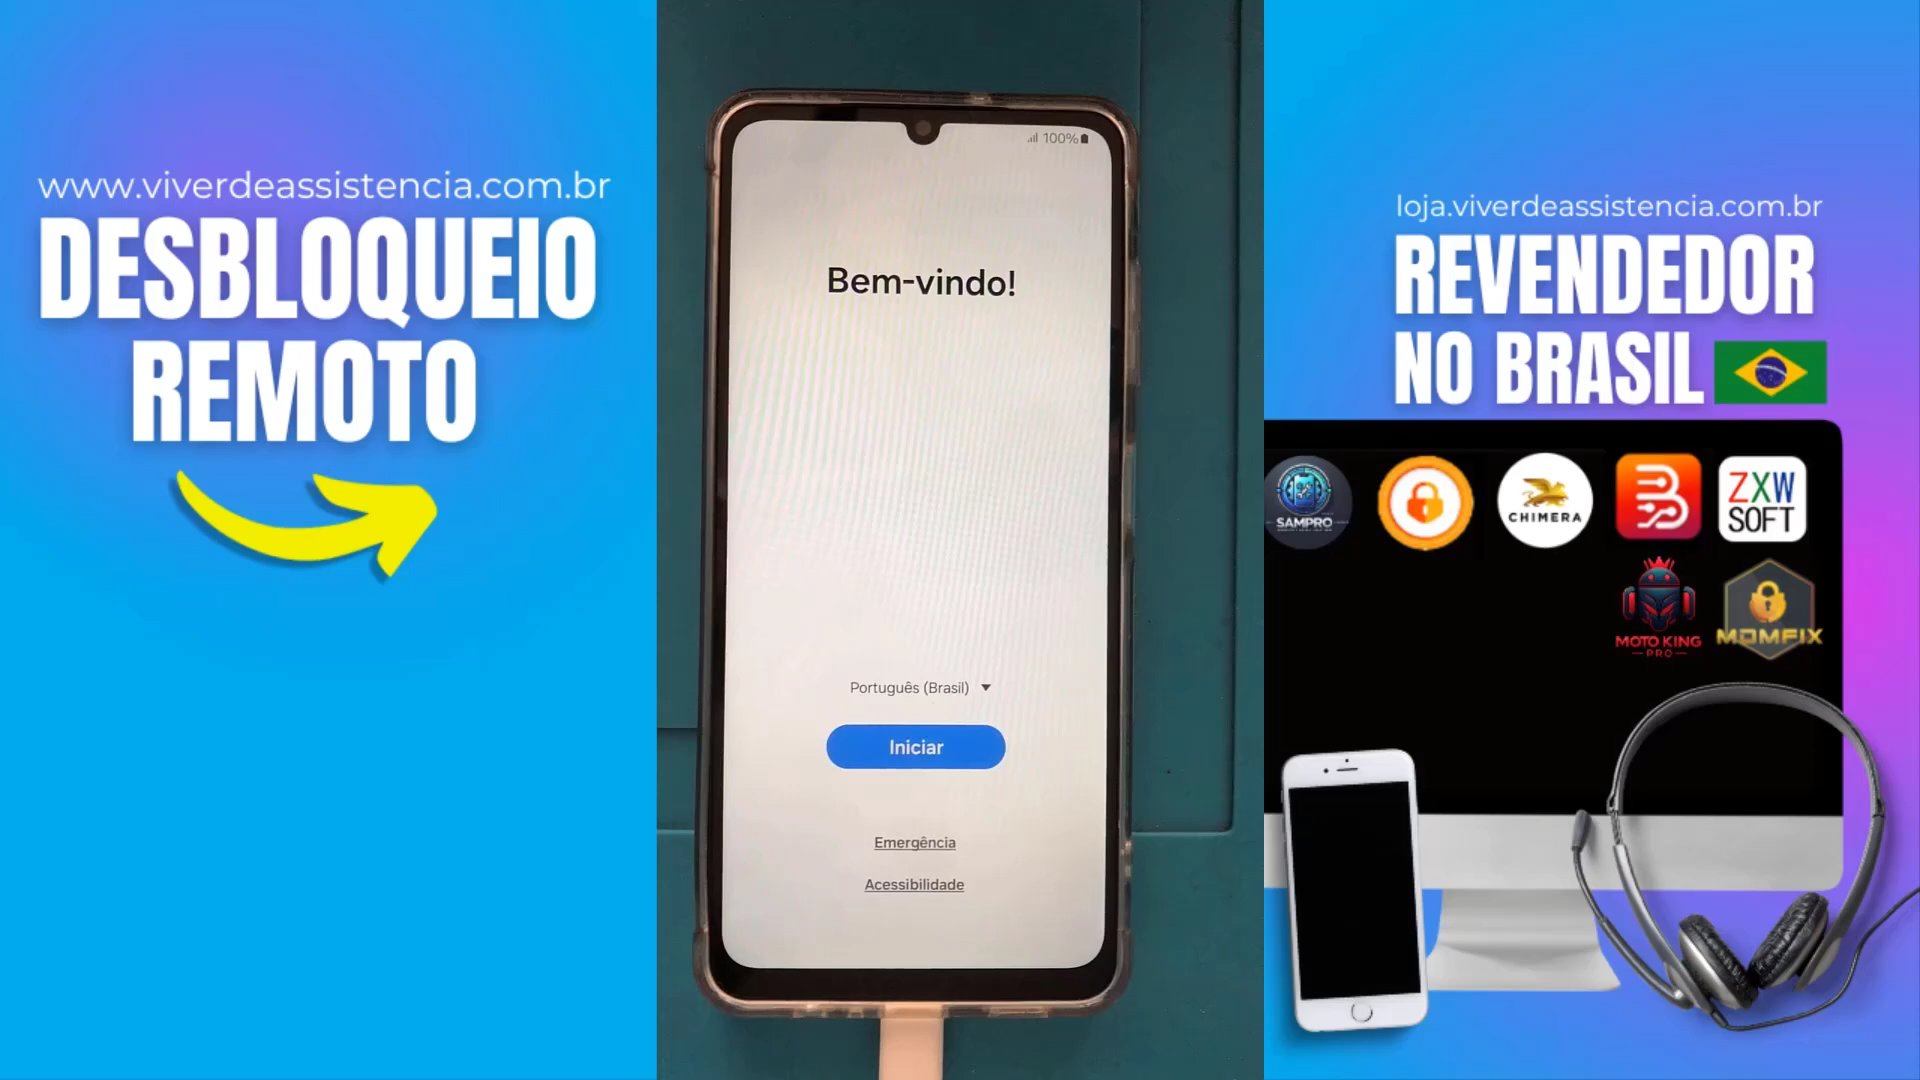 www.viverdeassistencia.com.br
DESBLOQUEIO
REMOTO
100%
Bem-vindo!
Português (Brasil)
Iniciar
Emergência
Acessibilidade
loja.viverdeassistencia.com.br
REVENDEDOR
NO BRASIL
SAMPRO
CHIMERA
ZXW
SOFT
MOTO KING
PRO
MDMFIX